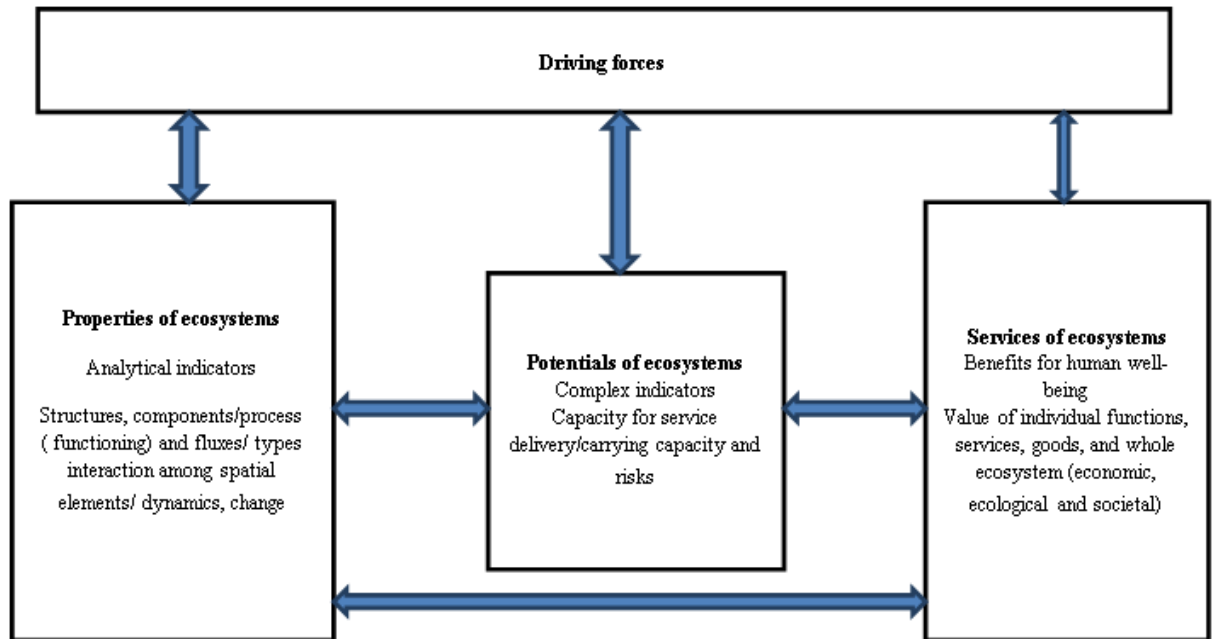 Driving forces
Properties of ecosystems
Analytical indicators
Structures, components/process
( functioning) and fluxes/ types
interaction among spatial
elements/ dynamics, change
Potentials of ecosystems
Complex indicators
Capacity for service
delivery/carrying capacity and
risks
Services of ecosystems
Benefits for human well-
being
Value of individual functions,
services, goods, and whole
ecosystem (economic,
ecological and societal)